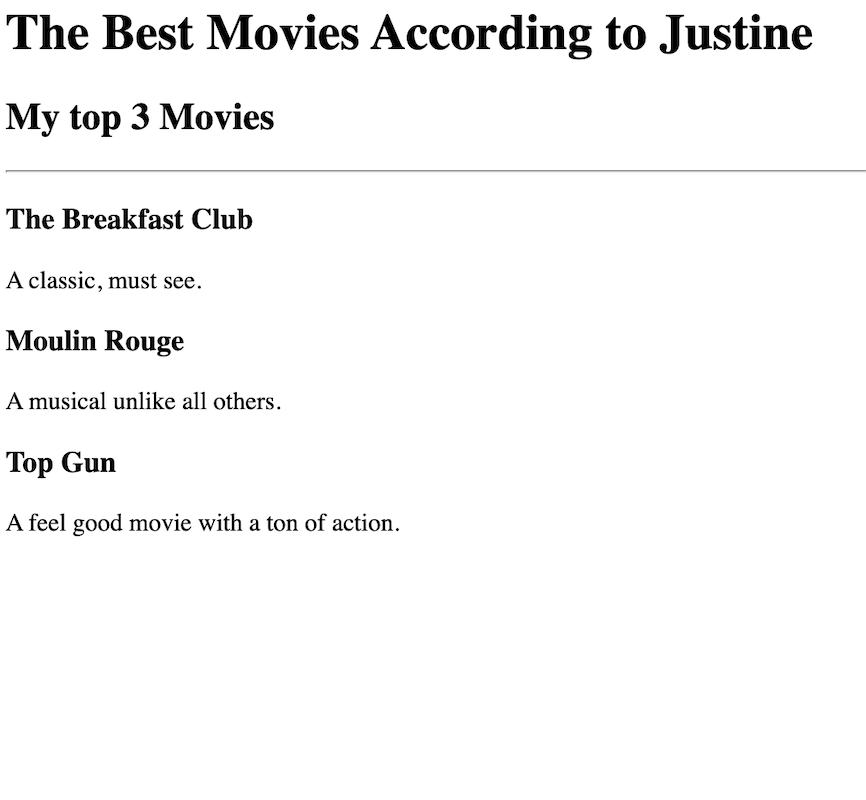 The Best Movies According to Justine
My top 3 Movies
The Breakfast Club
A classic, must see.
Moulin Rouge
A musical unlike all others.
Top Gun
A feel good movie with a ton of action.